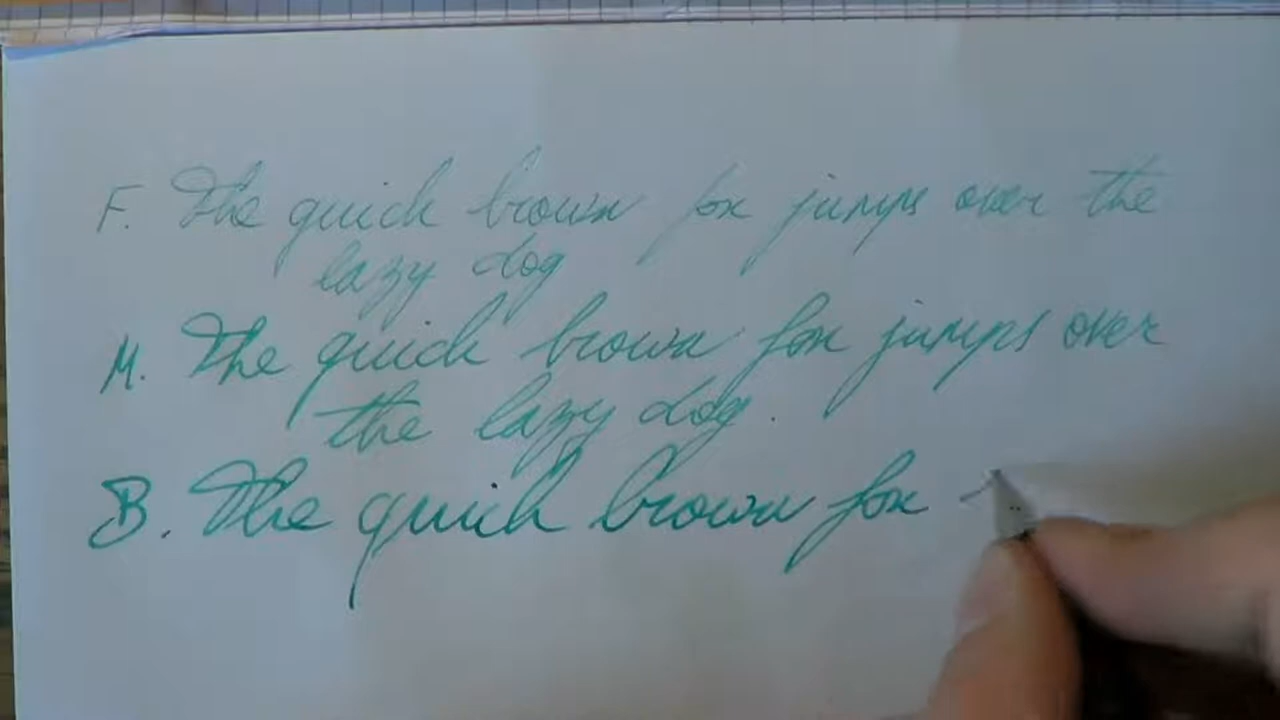 F. The quick brown fox jumps over the
lazy dog
M. The quick brown fox jumps over
the lazy dog.
B. The quick brown fox